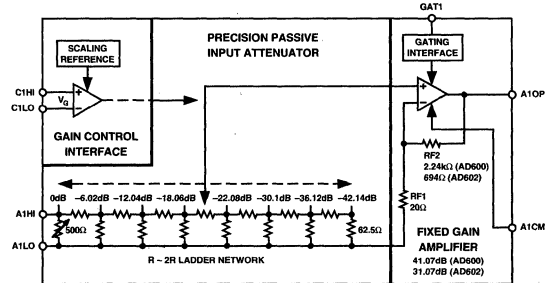 GAT1
SCALING
REFERENCE
PRECISION PASSIVE
INPUT ATTENUATOR
GATING
INTERFACE
C1HI
C1LO
VG
+
−
+
−
A1OP
GAIN CONTROL
INTERFACE
RF2
2.24kΩ (AD600)
694Ω (AD602)
0dB −6.02dB −12.04dB −18.06dB −22.08dB −30.1dB −36.12dB −42.14dB
RF1
20Ω
A1HI
500Ω
62.5Ω
A1CM
A1LO
R ~ 2R LADDER NETWORK
FIXED GAIN
AMPLIFIER
41.07dB (AD600)
31.07dB (AD602)